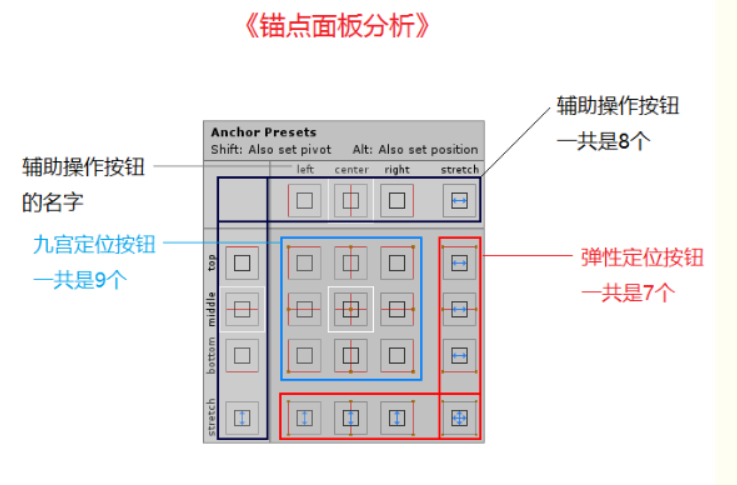 《锚点面板分析》
辅助操作按钮
一共是8个
Anchor Presets
Shift: Also set pivot Alt: Also set position
辅助操作按钮
的名字
left center right stretch
九宫定位按钮
一共是9个
top
middle
bottom
stretch
弹性定位按钮
一共是7个